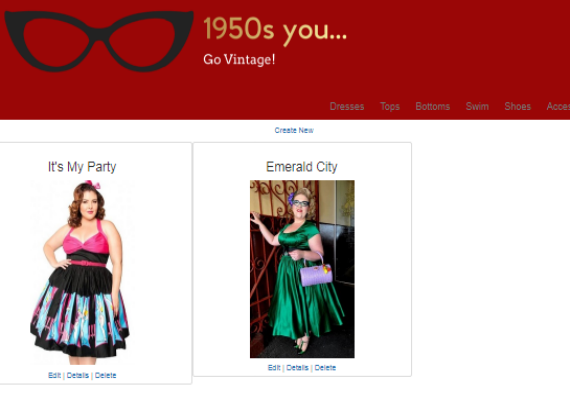 1950s you...
Go Vintage!
Dresses Tops Bottoms Swim Shoes
Create New
It's My Party
Emerald City
Edit | Details | Delete
Edit | Details | Delete